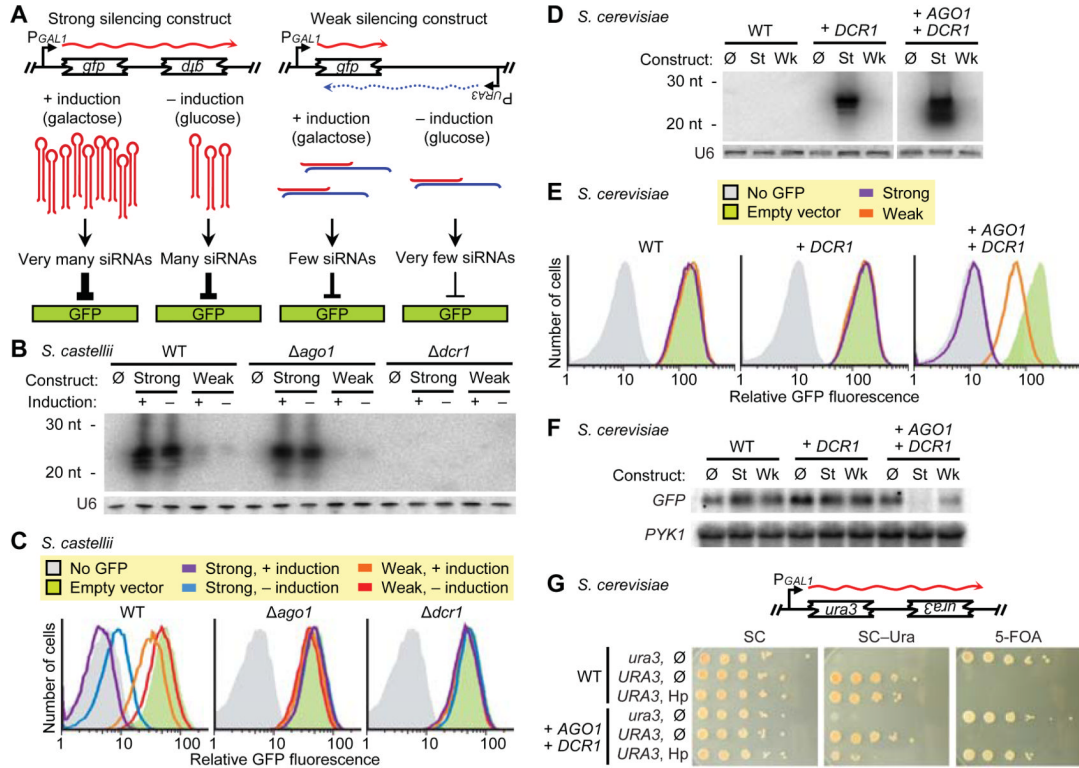 A
Strong silencing construct
Weak silencing construct
PGAL1
PGAL1
gfp
gfp
gfp
PURA3
+ induction
(galactose)
– induction
(glucose)
+ induction
(galactose)
– induction
(glucose)
Very many siRNAs
Many siRNAs
Few siRNAs
Very few siRNAs
GFP
GFP
GFP
GFP
B
S. castellii
WT
Δago1
Δdcr1
Construct: Ø Strong Weak Ø Strong Weak Ø Strong Weak
Induction: + – + – + – + – + – + –
30 nt -
20 nt -
U6
C
S. castellii
No GFP
Strong, + induction
Weak, + induction
Empty vector
Strong, – induction
Weak, – induction
WT
Δago1
Δdcr1
Number of cells
1 10 100 1 10 100 1 10 100
Relative GFP fluorescence
D
S. cerevisiae
WT
+ DCR1
+ AGO1
+ DCR1
Construct: Ø St Wk Ø St Wk Ø St Wk
30 nt -
20 nt -
U6
E
S. cerevisiae
No GFP
Strong
Empty vector
Weak
WT
+ DCR1
+ AGO1
+ DCR1
Number of cells
1 10 100 1 10 100 1 10 100
Relative GFP fluorescence
F
S. cerevisiae
WT
+ DCR1
+ AGO1
+ DCR1
Construct: Ø St Wk Ø St Wk Ø St Wk
GFP
PYK1
G
S. cerevisiae
PGAL1
ura3
ura3
SC
SC–Ura
5-FOA
WT
ura3, Ø
URA3, Ø
URA3, Hp
+ AGO1
+ DCR1
ura3, Ø
URA3, Ø
URA3, Hp